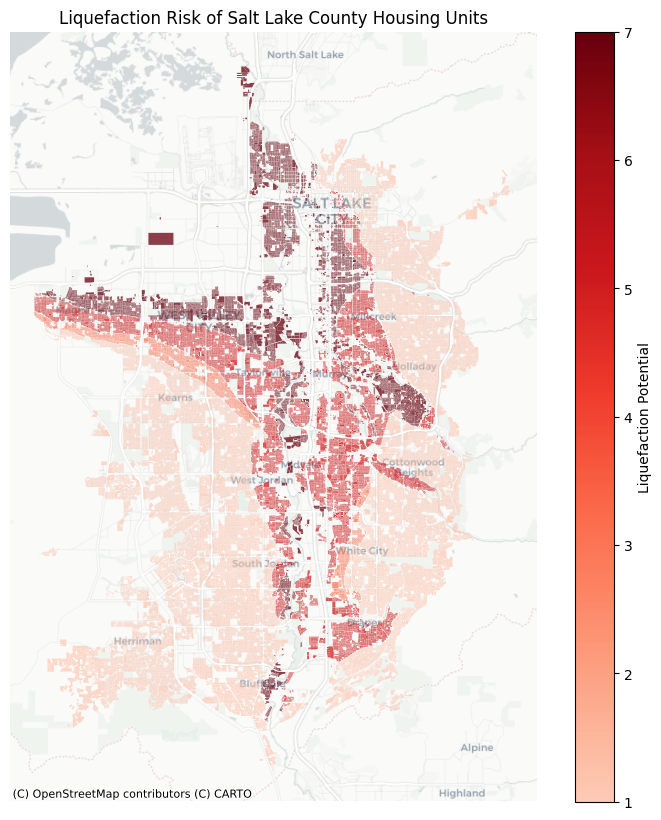 Liquefaction Risk of Salt Lake County Housing Units
North Salt Lake
SALT LAKE
CITY
WEST VALLEY
CITY
Millcreek
Taylorsville
Murray
Holladay
Kearns
Midvale
Cottonwood
Heights
West Jordan
White City
South Jordan
Draper
Herriman
Bluffdale
Alpine
Highland
(C) OpenStreetMap contributors (C) CARTO
7
6
5
4
3
2
1
Liquefaction Potential